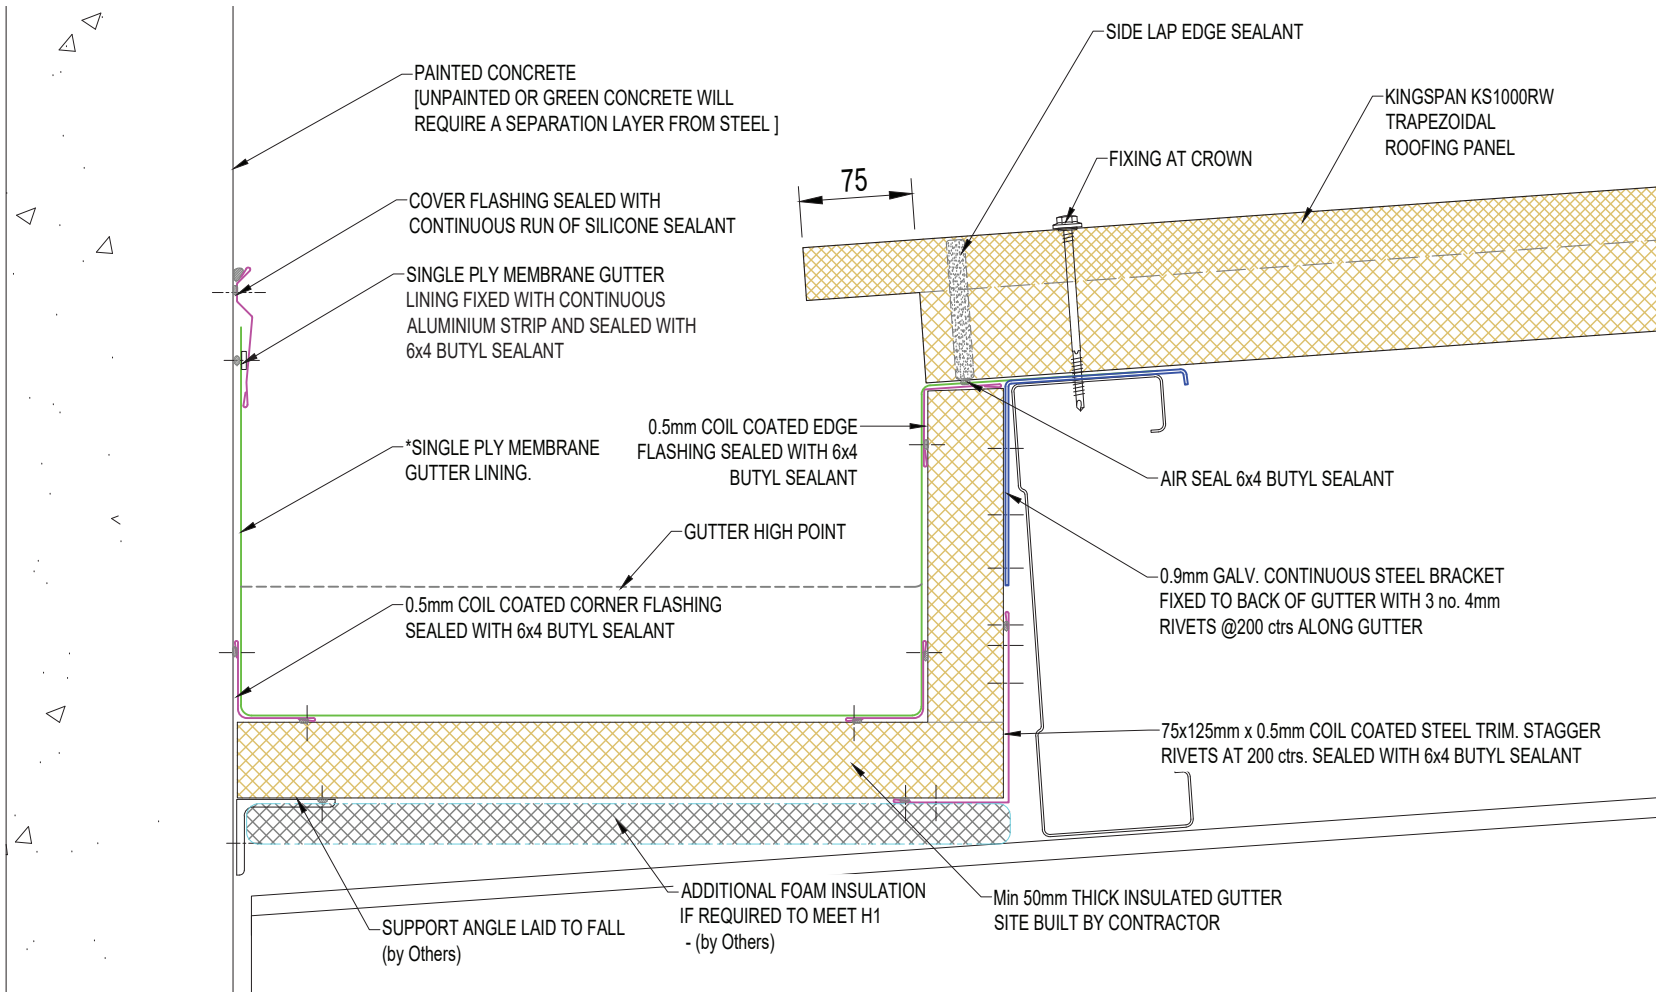 SIDE LAP EDGE SEALANT
PAINTED CONCRETE
[UNPAINTED OR GREEN CONCRETE WILL
REQUIRE A SEPARATION LAYER FROM STEEL ]
KINGSPAN KS1000RW
TRAPEZOIDAL
ROOFING PANEL
FIXING AT CROWN
75
COVER FLASHING SEALED WITH
CONTINUOUS RUN OF SILICONE SEALANT
SINGLE PLY MEMBRANE GUTTER
LINING FIXED WITH CONTINUOUS
ALUMINIUM STRIP AND SEALED WITH
6x4 BUTYL SEALANT
0.5mm COIL COATED EDGE
FLASHING SEALED WITH 6x4
BUTYL SEALANT
*SINGLE PLY MEMBRANE
GUTTER LINING.
AIR SEAL 6x4 BUTYL SEALANT
GUTTER HIGH POINT
0.9mm GALV. CONTINUOUS STEEL BRACKET
FIXED TO BACK OF GUTTER WITH 3 no. 4mm
RIVETS @200 ctrs ALONG GUTTER
0.5mm COIL COATED CORNER FLASHING
SEALED WITH 6x4 BUTYL SEALANT
75x125mm x 0.5mm COIL COATED STEEL TRIM. STAGGER
RIVETS AT 200 ctrs. SEALED WITH 6x4 BUTYL SEALANT
ADDITIONAL FOAM INSULATION
IF REQUIRED TO MEET H1
- (by Others)
Min 50mm THICK INSULATED GUTTER
SITE BUILT BY CONTRACTOR
SUPPORT ANGLE LAID TO FALL
(by Others)